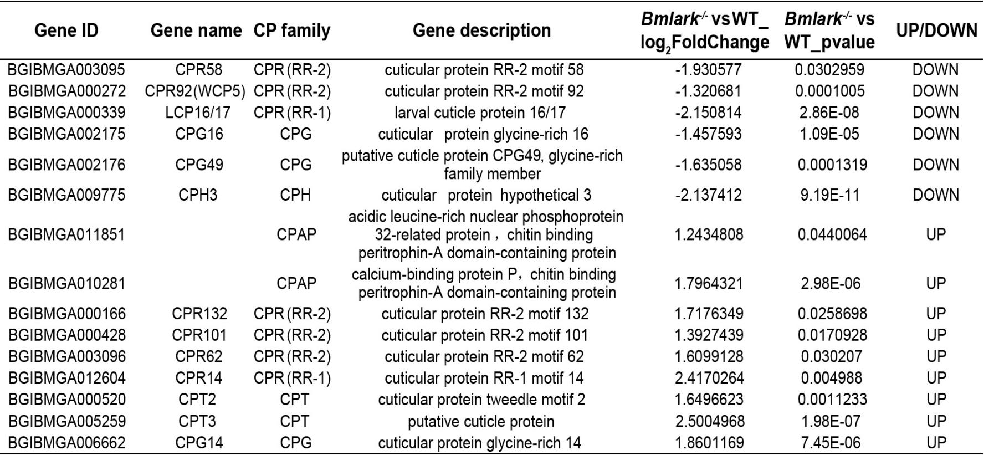 Gene ID Gene name CP family Gene description Bmlark-/- vsWT_ log2FoldChange Bmlark-/- vs WT_pvalue UP/DOWN
BGIBMGA003095 CPR58 CPR(RR-2) cuticular protein RR-2 motif 58 -1.930577 0.0302959 DOWN
BGIBMGA000272 CPR92(WCP5) CPR(RR-2) cuticular protein RR-2 motif 92 -1.320681 0.0001005 DOWN
BGIBMGA000339 LCP16/17 CPR(RR-1) larval cuticle protein 16/17 -2.150814 2.86E-08 DOWN
BGIBMGA002175 CPG16 CPG cuticular protein glycine-rich 16 -1.457593 1.09E-05 DOWN
BGIBMGA002176 CPG49 CPG putative cuticle protein CPG49, glycine-rich family member -1.635058 0.0001319 DOWN
BGIBMGA009775 CPH3 CPH cuticular protein hypothetical 3 -2.137412 9.19E-11 DOWN
BGIBMGA011851 CPAP acidic leucine-rich nuclear phosphoprotein 32-related protein，chitin binding peritrophin-A domain-containing protein 1.2434808 0.0440064 UP
BGIBMGA010281 CPAP calcium-binding protein P，chitin binding peritrophin-A domain-containing protein 1.7964321 2.98E-06 UP
BGIBMGA000166 CPR132 CPR(RR-2) cuticular protein RR-2 motif 132 1.7176349 0.0258698 UP
BGIBMGA000428 CPR101 CPR(RR-2) cuticular protein RR-2 motif 101 1.3927439 0.0170928 UP
BGIBMGA003096 CPR62 CPR(RR-2) cuticular protein RR-2 motif 62 1.6099128 0.030207 UP
BGIBMGA012604 CPR14 CPR(RR-1) cuticular protein RR-1 motif 14 2.4170264 0.004988 UP
BGIBMGA000520 CPT2 CPT cuticular protein tweedle motif 2 1.6496623 0.0011233 UP
BGIBMGA005259 CPT3 CPT putative cuticle protein 2.5004968 1.98E-07 UP
BGIBMGA006662 CPG14 CPG cuticular protein glycine-rich 14 1.8601169 7.45E-06 UP